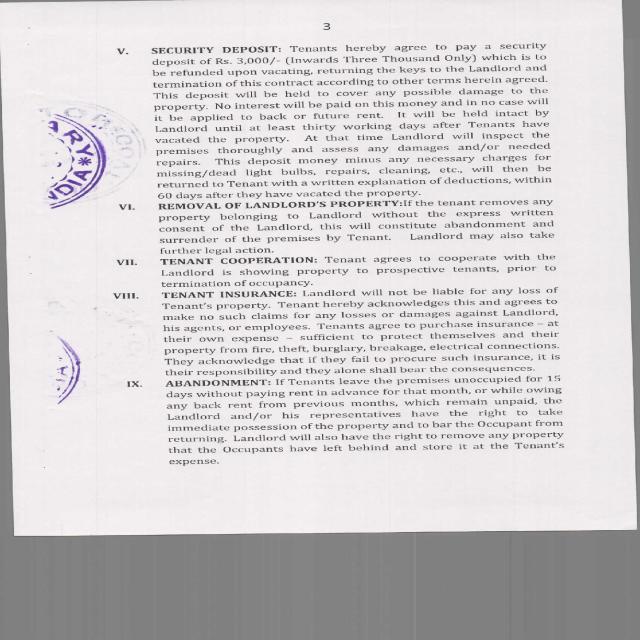 3
V. SECURITY DEPOSIT: Tenants hereby agree to pay a security
deposit of Rs. 3,000/- (Inwards Three Thousand Only) which is to
be refunded upon vacating, returning the keys to the Landlord and
termination of this contract according to other terms herein agreed.
This deposit will be held to cover any possible damage to the
property. No interest will be paid on this money and in no case will
it be applied to back or future rent. It will be held intact by
Landlord until at least thirty working days after Tenants have
vacated the property. At that time Landlord will inspect the
premises thoroughly and assess any damages and/or needed
repairs. This deposit money minus any necessary charges for
missing/dead light bulbs, repairs, cleaning, etc., will then be
returned to Tenant with a written explanation of deductions, within
60 days after they have vacated the property.
VI. REMOVAL OF LANDLORD'S PROPERTY:If the tenant removes any
property belonging to Landlord without the express written
consent of the Landlord, this will constitute abandonment and
surrender of the premises by Tenant. Landlord may also take
further legal action.
VII. TENANT COOPERATION: Tenant agrees to cooperate with the
Landlord is showing property to prospective tenants, prior to
termination of occupancy.
VIII. TENANT INSURANCE: Landlord will not be liable for any loss of
Tenant's property. Tenant hereby acknowledges this and agrees to
make no such claims for any losses or damages against Landlord,
his agents, or employees. Tenants agree to purchase insurance – at
their own expense – sufficient to protect themselves and their
property from fire, theft, burglary, breakage, electrical connections.
They acknowledge that if they fail to procure such insurance, it is
their responsibility and they alone shall bear the consequences.
IX. ABANDONMENT: If Tenants leave the premises unoccupied for 15
days without paying rent in advance for that month, or while owing
any back rent from previous months, which remain unpaid, the
Landlord and/or his representatives have the right to take
immediate possession of the property and to bar the Occupant from
returning. Landlord will also have the right to remove any property
that the Occupants have left behind and store it at the Tenant's
expense.